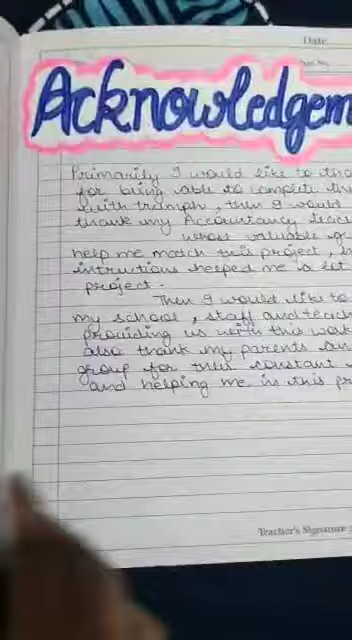 Date
Acknowledgem
Primarily I would like to tha
for being able to complete
with triumph, then I would
thank my Accountancy
whose valuable
help me match this project,
instructions helped me a lot
project.
Then I would like to
my school, staff and teach
providing us with this work
also thank my parents an
group for their constant
and helping me in this pr
Teacher's Signature